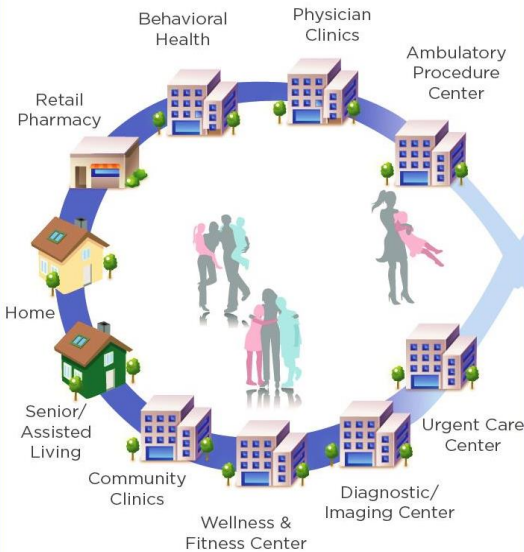 Behavioral
Health
Physician
Clinics
Ambulatory
Procedure
Center
Retail
Pharmacy
Home
Senior/
Assisted
Living
Community
Clinics
Wellness &
Fitness Center
Diagnostic/
Imaging Center
Urgent Care
Center